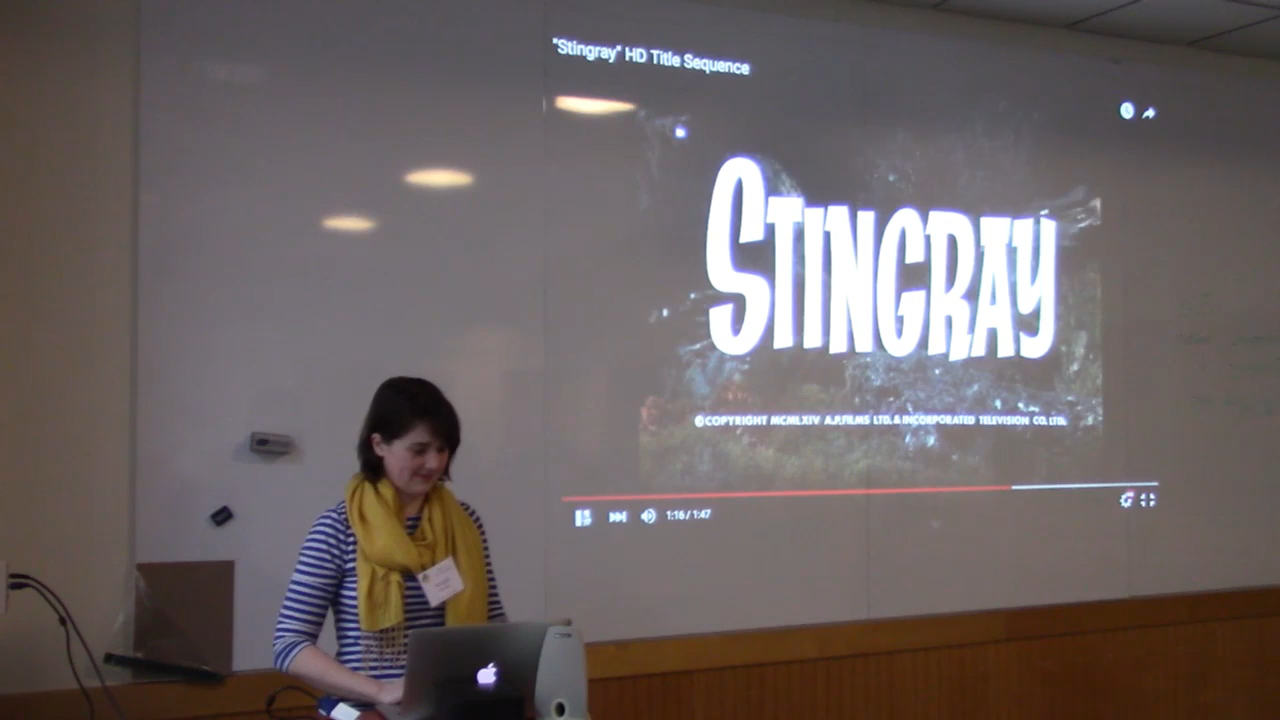 "Stingray" HD Title Sequence
STINGRAY
©COPYRIGHT MCMLXIV A.P.FILMS LTD. & INCORPORATED TELEVISION CO. LTD.
1:16 / 1:47